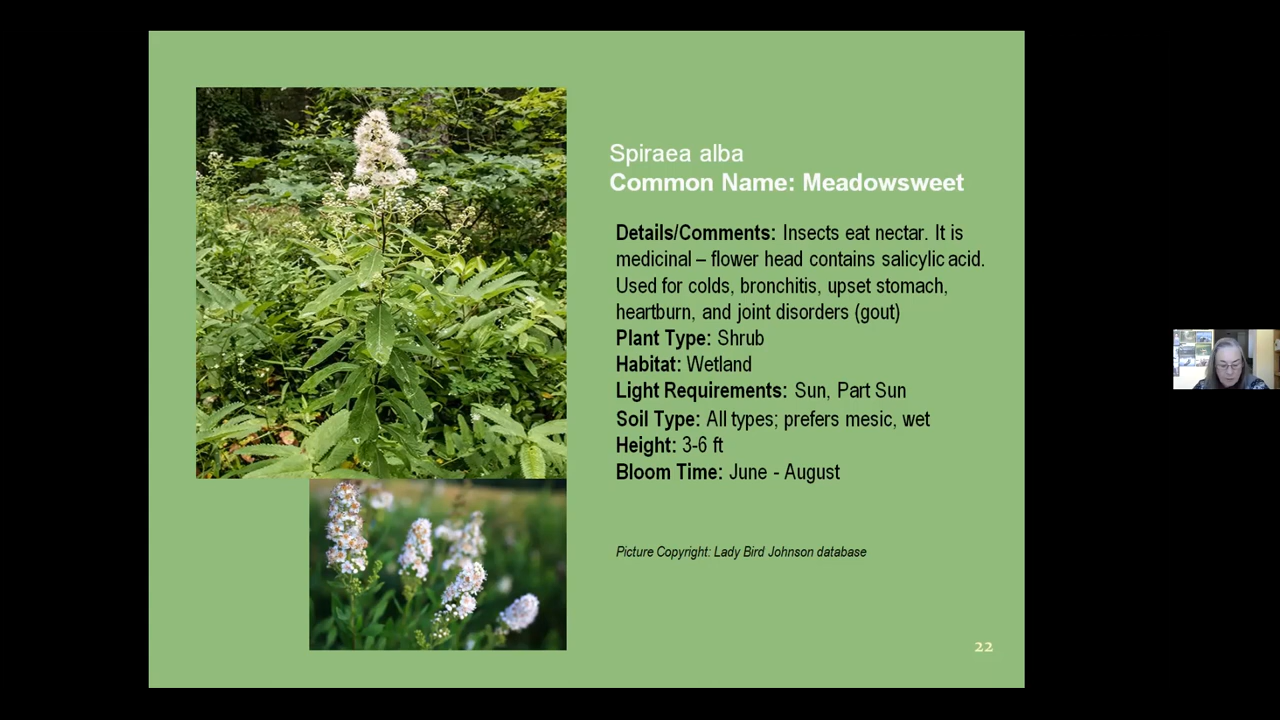 Spiraea alba
Common Name: Meadowsweet
Details/Comments: Insects eat nectar. It is
medicinal – flower head contains salicylic acid.
Used for colds, bronchitis, upset stomach,
heartburn, and joint disorders (gout)
Plant Type: Shrub
Habitat: Wetland
Light Requirements: Sun, Part Sun
Soil Type: All types; prefers mesic, wet
Height: 3-6 ft
Bloom Time: June - August
Picture Copyright: Lady Bird Johnson database
22